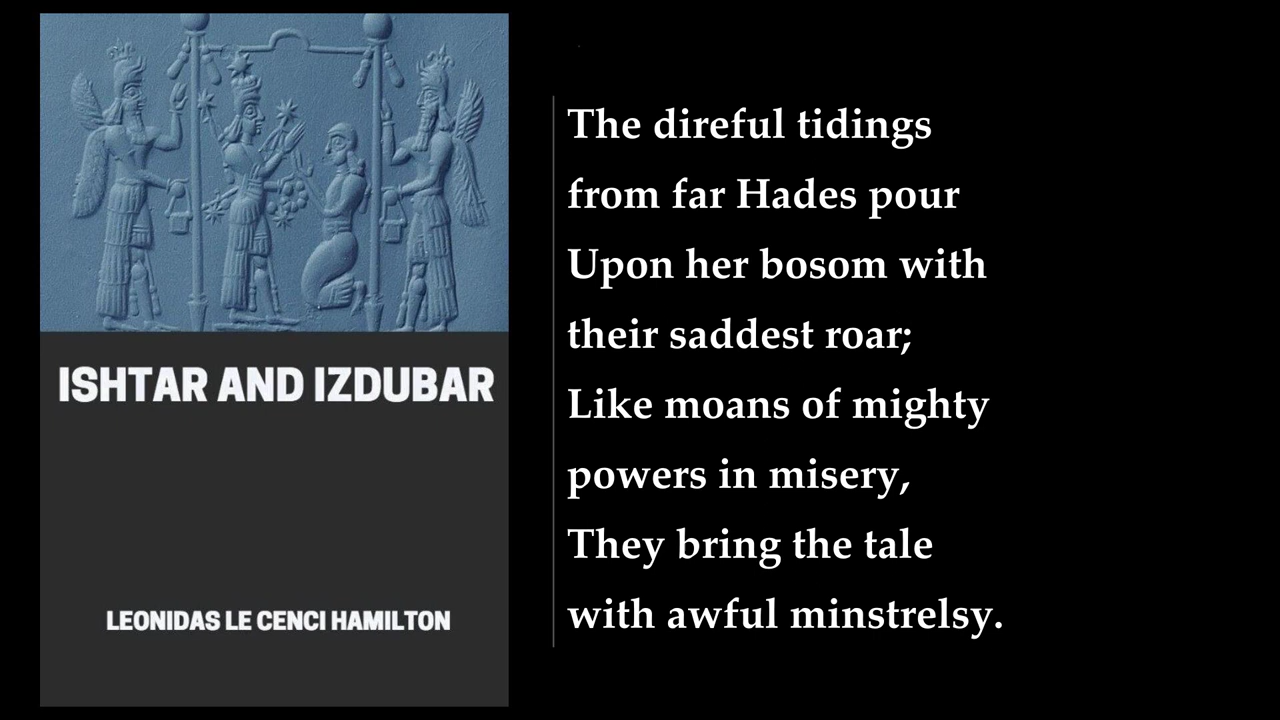 ISHTAR AND IZDUBAR
LEONIDAS LE CENCI HAMILTON
The direful tidings
from far Hades pour
Upon her bosom with
their saddest roar;
Like moans of mighty
powers in misery,
They bring the tale
with awful minstrelsy.